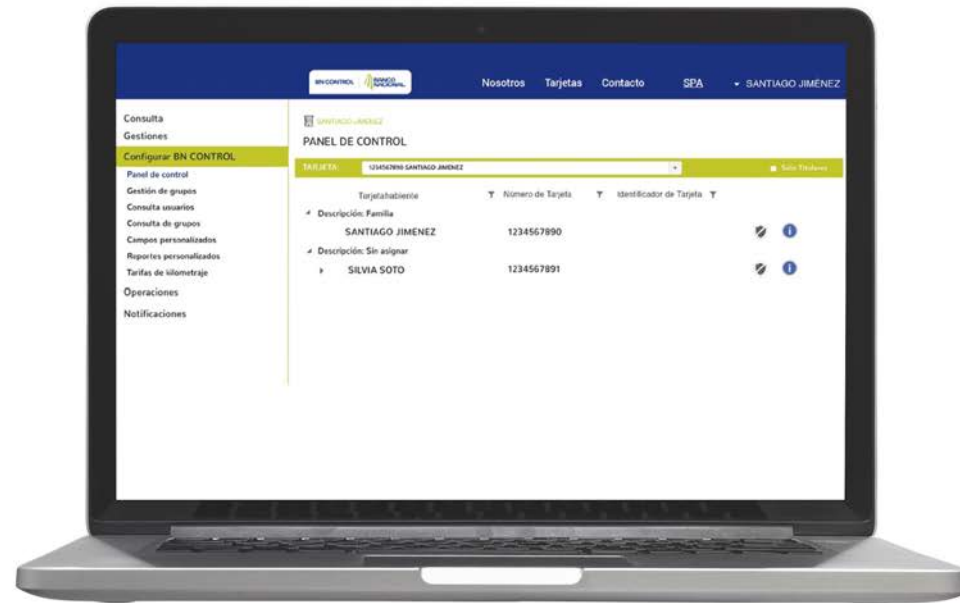 BN CONTROL BANCO NACIONAL
Nosotros Tarjetas Contacto SPA SANTIAGO JIMÉNEZ
Consulta
Gestiones
Configurar BN CONTROL
Panel de control
Gestión de grupos
Consulta usuarios
Consulta de grupos
Campos personalizados
Reportes personalizados
Tarifas de kilometraje
Operaciones
Notificaciones
SANTIAGO JIMENEZ
PANEL DE CONTROL
TARJETA: 1234567890 SANTIAGO JIMENEZ Solo Titulares
Tarjetahabiente Número de Tarjeta Identificador de Tarjeta
Descripción: Familia
SANTIAGO JIMENEZ 1234567890
Descripción: Sin asignar
SILVIA SOTO 1234567891